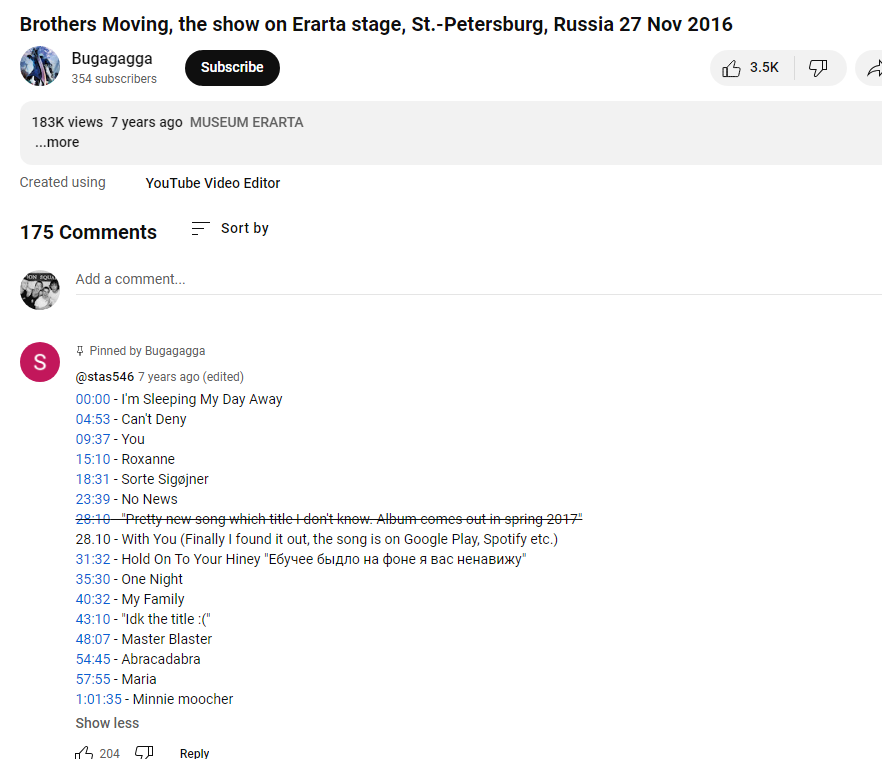 Brothers Moving, the show on Erarta stage, St.-Petersburg, Russia 27 Nov 2016
Bugagagga
354 subscribers
Subscribe
3.5K
183K views 7 years ago MUSEUM ERARTA
...more
Created using YouTube Video Editor
175 Comments
Sort by
Add a comment...
S
Pinned by Bugagagga
@stas546 7 years ago (edited)
00:00 - I'm Sleeping My Day Away
04:53 - Can't Deny
09:37 - You
15:10 - Roxanne
18:31 - Sorte Sigøjner
23:39 - No News
28:10 - "Pretty new song which title I don't know. Album comes out in spring 2017"
28.10 - With You (Finally I found it out, the song is on Google Play, Spotify etc.)
31:32 - Hold On To Your Hiney "Ебучее быдло на фоне я вас ненавижу"
35:30 - One Night
40:32 - My Family
43:10 - "Idk the title :("
48:07 - Master Blaster
54:45 - Abracadabra
57:55 - Maria
1:01:35 - Minnie moocher
Show less
204
Reply